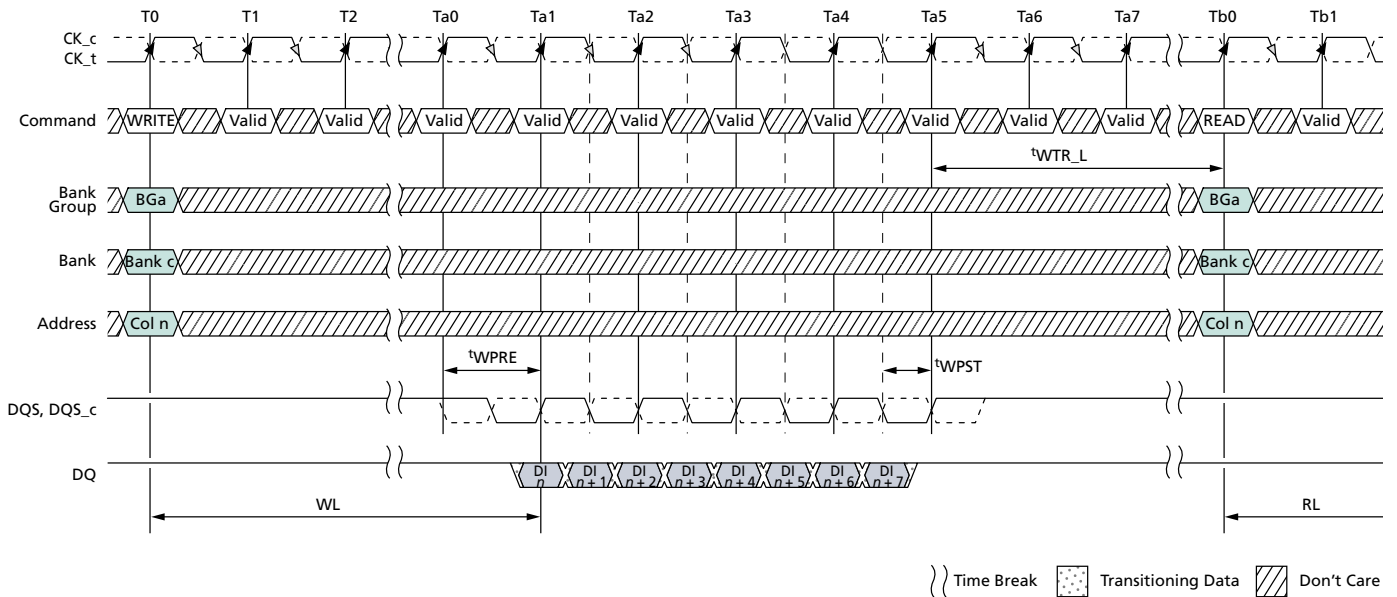 T0 T1 T2 Ta0 Ta1 Ta2 Ta3 Ta4 Ta5 Ta6 Ta7 Tb0 Tb1
CK_c
CK_t
Command WRITE Valid Valid Valid Valid Valid Valid Valid Valid Valid Valid READ Valid
tWTR_L
Bank Group BGa BGa
Bank Bank c Bank c
Address Col n Col n
tWPRE tWPST
DQS, DQS_c
DQ DI n DI n + 1 DI n + 2 DI n + 3 DI n + 4 DI n + 5 DI n + 6 DI n + 7
WL RL
Time Break Transitioning Data Don't Care